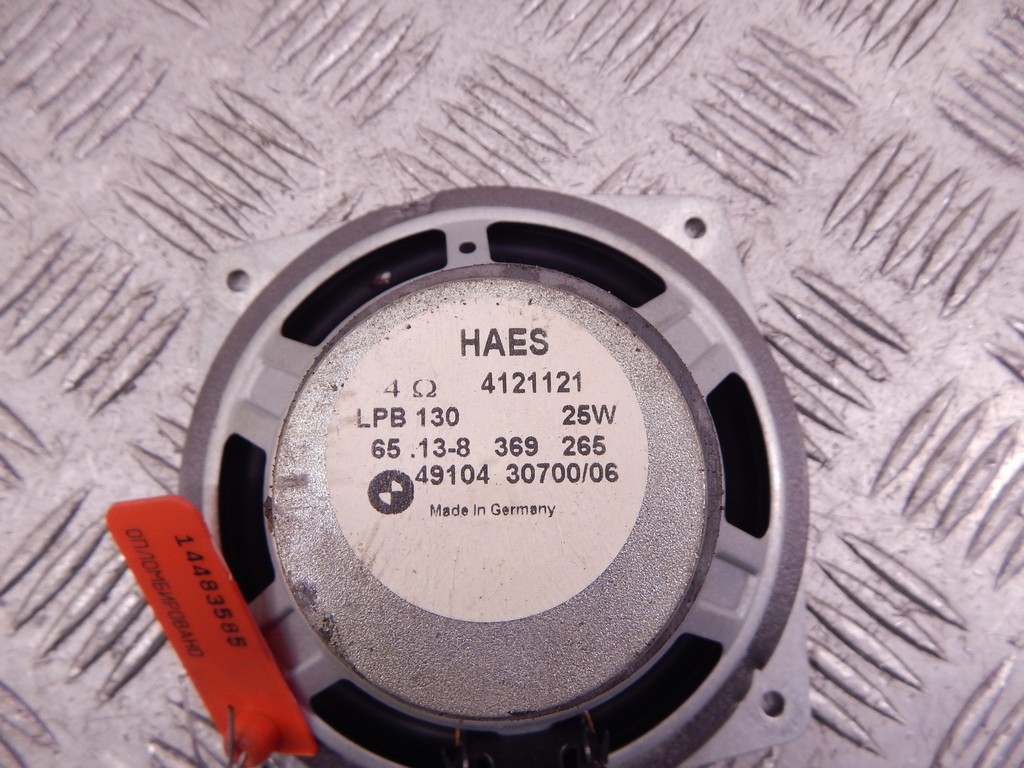 HAES
4 Ω 4121121
LPB 130 25W
65 .13-8 369 265
49104 30700/06
Made In Germany
14483585
ОПЛОМБИРОВАНО